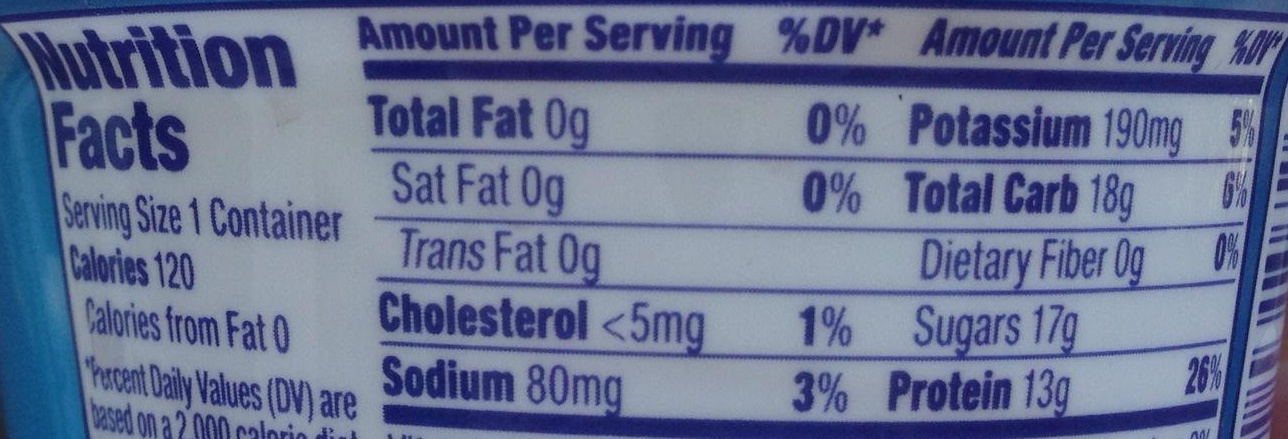 Nutrition
Facts
Serving Size 1 Container
Calories 120
Calories from Fat 0
*Percent Daily Values (DV) are
based on a 2,000 calorie diet
Amount Per Serving %DV* Amount Per Serving %DV*
Total Fat 0g 0% Potassium 190mg 5%
Sat Fat 0g 0% Total Carb 18g 6%
Trans Fat 0g Dietary Fiber 0g 0%
Cholesterol <5mg 1% Sugars 17g
Sodium 80mg 3% Protein 13g 26%